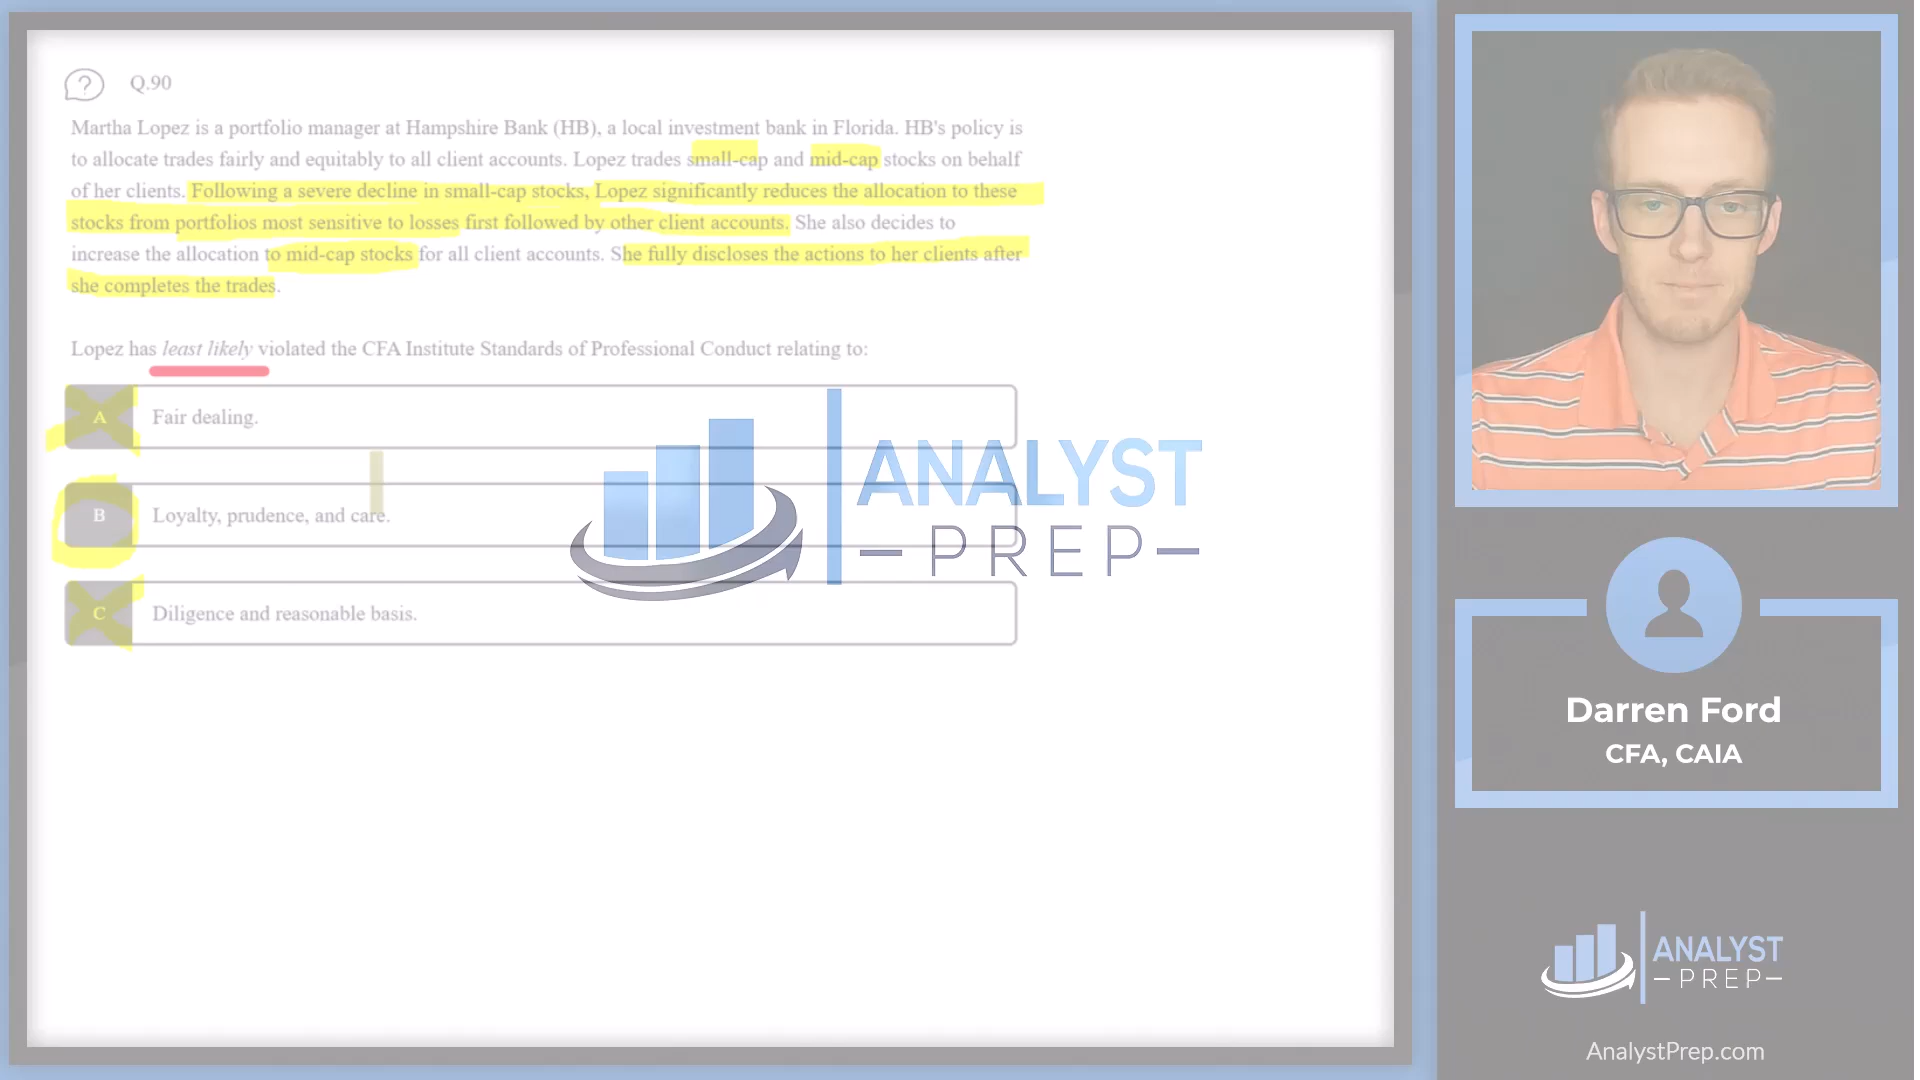 Q.90
Martha Lopez is a portfolio manager at Hampshire Bank (HB), a local investment bank in Florida. HB's policy is
to allocate trades fairly and equitably to all client accounts. Lopez trades small-cap and mid-cap stocks on behalf
of her clients. Following a severe decline in small-cap stocks, Lopez significantly reduces the allocation to these
stocks from portfolios most sensitive to losses first followed by other client accounts. She also decides to
increase the allocation to mid-cap stocks for all client accounts. She fully discloses the actions to her clients after
she completes the trades.
Lopez has least likely violated the CFA Institute Standards of Professional Conduct relating to:
A Fair dealing.
B Loyalty, prudence, and care.
C Diligence and reasonable basis.
ANALYST
–PREP–
Darren Ford
CFA, CAIA
ANALYST
–PREP–
AnalystPrep.com